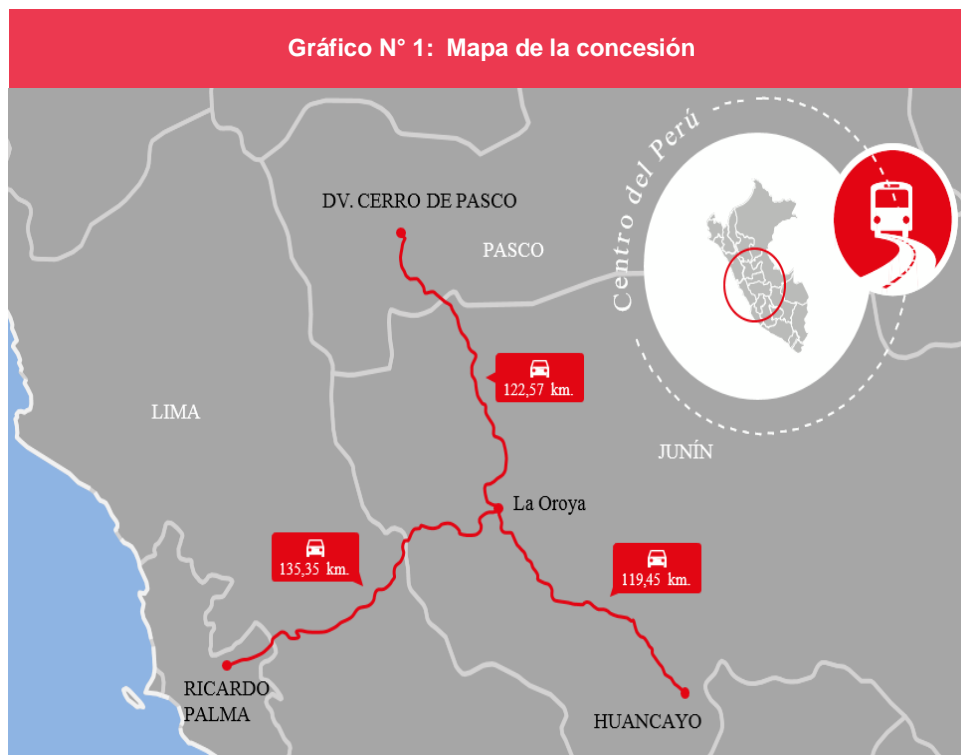 Gráfico N° 1: Mapa de la concesión
Centro del Perú
DV. CERRO DE PASCO
PASCO
122,57 km.
LIMA
JUNÍN
La Oroya
135,35 km.
119,45 km.
RICARDO
PALMA
HUANCAYO